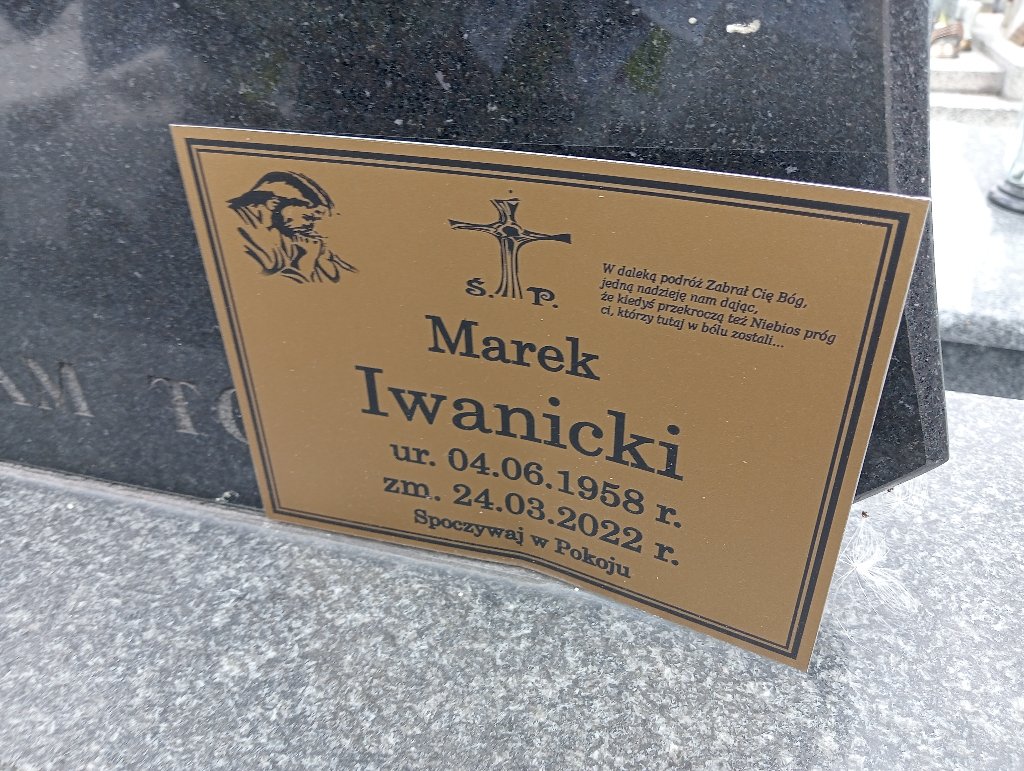 W daleką podróż Zabrał Cię Bóg,
jedną nadzieję nam dając,
że kiedyś przekroczą też Niebios próg
ci, którzy tutaj w bólu zostali...
Ś. P.
Marek
Iwanicki
ur. 04.06.1958 r.
zm. 24.03.2022 r.
Spoczywaj w Pokoju